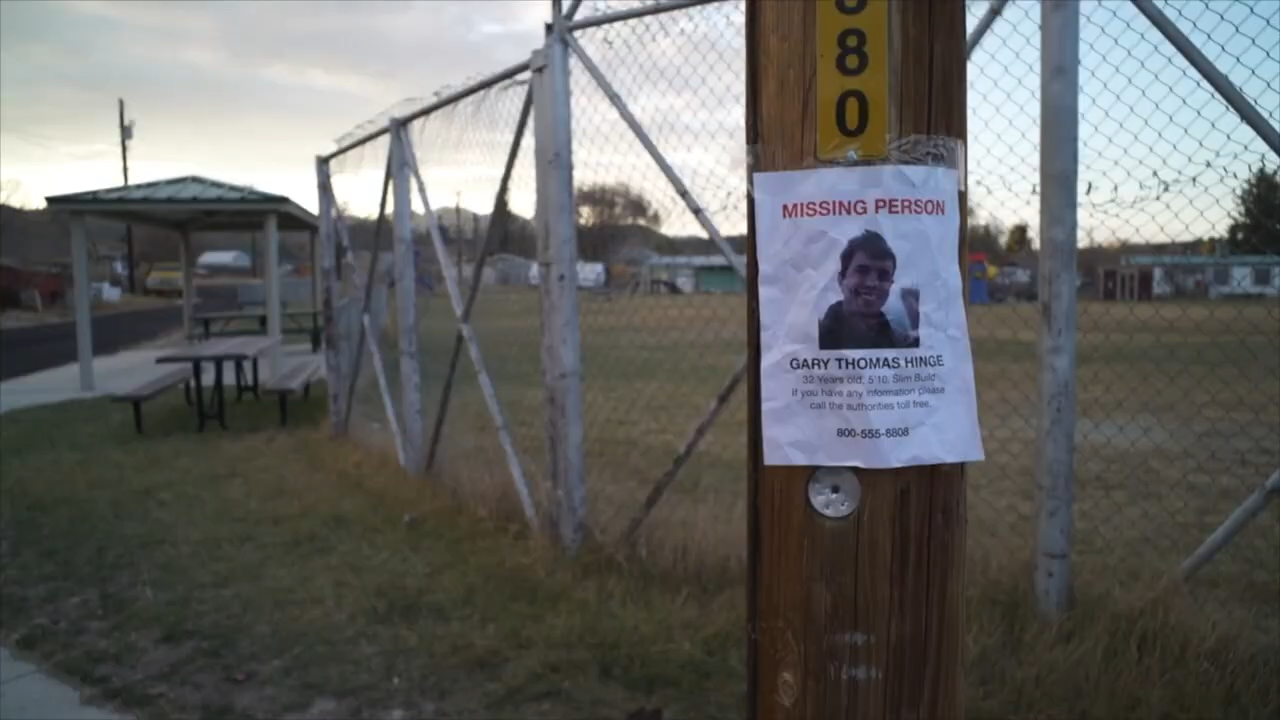 80
MISSING PERSON
GARY THOMAS HINGE
32 Years old, 5'10, Slim Build
If you have any information please
call the authorities toll free.
800-555-8808